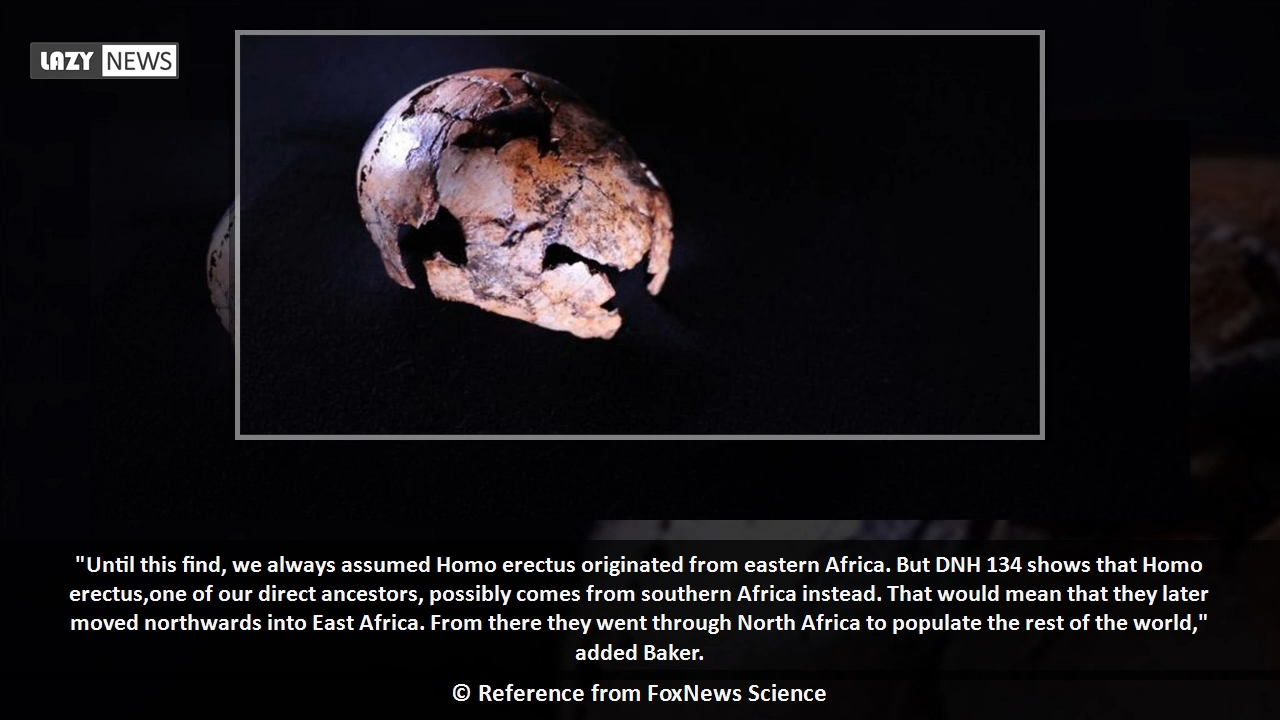 LAZY NEWS
"Until this find, we always assumed Homo erectus originated from eastern Africa. But DNH 134 shows that Homo
erectus,one of our direct ancestors, possibly comes from southern Africa instead. That would mean that they later
moved northwards into East Africa. From there they went through North Africa to populate the rest of the world,"
added Baker.
© Reference from FoxNews Science